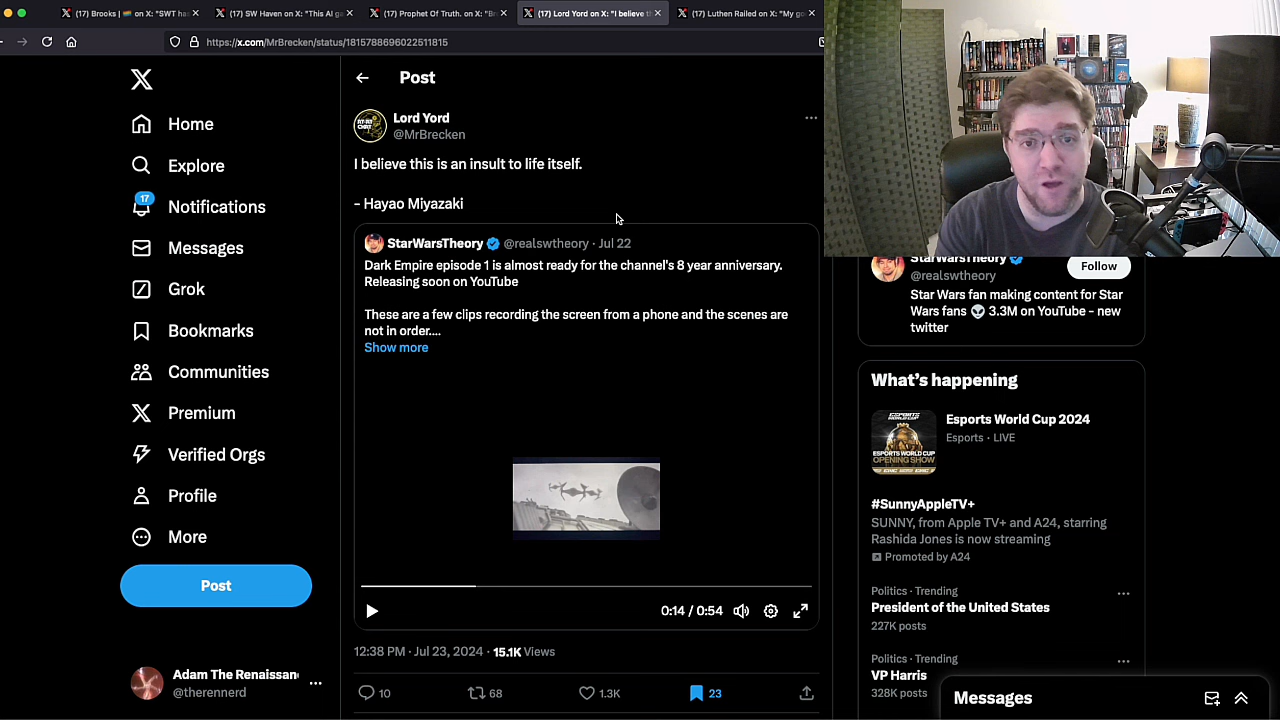 (17) Brooks | on X: "SWT ha
(17) SW Haven on X: "This AI g
(17) Prophet Of Truth. on X: "Br
(17) Lord Yord on X: "I believe th
(17) Luthen Railed on X: "My go
https://x.com/MrBrecken/status/1815788696022511815
Home
Explore
17
Notifications
Messages
Grok
Bookmarks
Communities
Premium
Verified Orgs
Profile
More
Post
Adam The Renaissan
@therennerd
Post
Lord Yord
@MrBrecken
I believe this is an insult to life itself.
- Hayao Miyazaki
StarWarsTheory @realswtheory · Jul 22
Dark Empire episode 1 is almost ready for the channel's 8 year anniversary.
Releasing soon on YouTube
These are a few clips recording the screen from a phone and the scenes are
not in order....
Show more
0:14 / 0:54
12:38 PM · Jul 23, 2024 · 15.1K Views
10
68
1.3K
23
StarWarsTheory
@realswtheory
Follow
Star Wars fan making content for Star
Wars fans 3.3M on YouTube - new
twitter
What's happening
Esports World Cup 2024
Esports · LIVE
ESPORTS WORLD CUP
OPENING SHOW
#SunnyAppleTV+
SUNNY, from Apple TV+ and A24, starring
Rashida Jones is now streaming
Promoted by A24
Politics · Trending
President of the United States
227K posts
Politics · Trending
VP Harris
328K posts
Messages